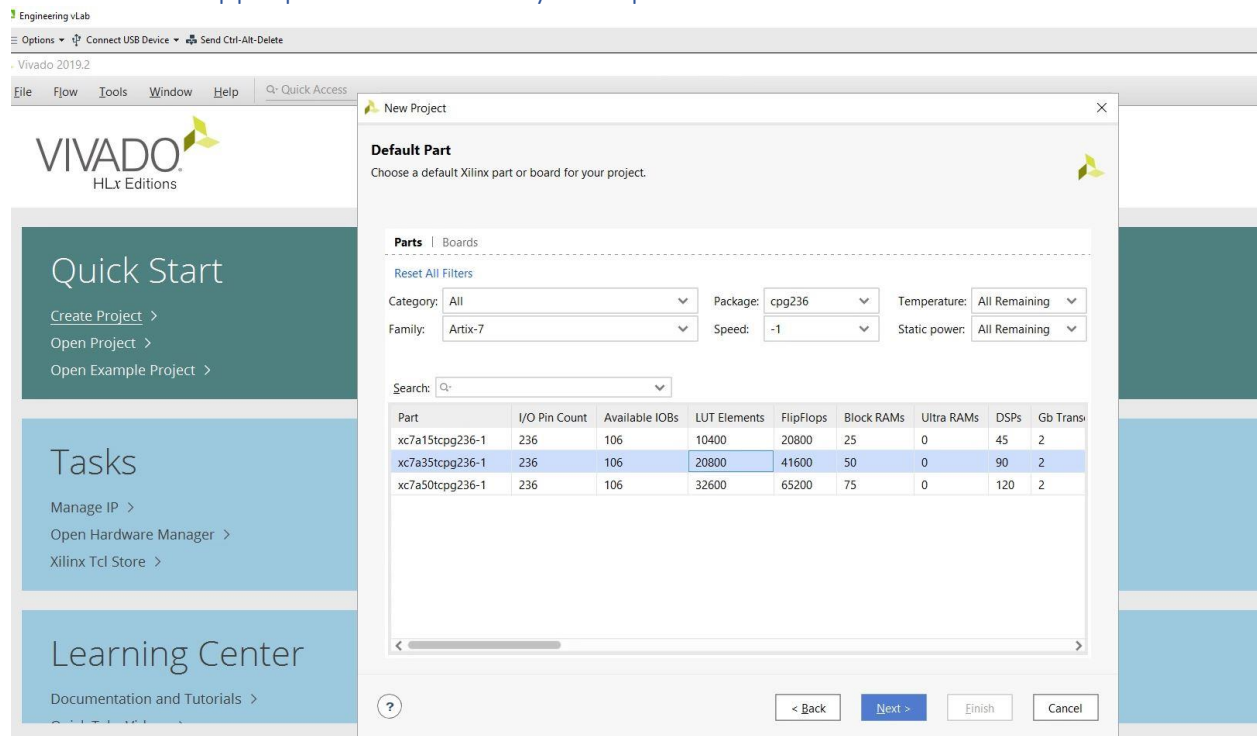 Engineering vLab
Options Connect USB Device Send Ctrl-Alt-Delete
Vivado 2019.2
File Flow Tools Window Help Quick Access
New Project
VIVADO.
HLx Editions
Default Part
Choose a default Xilinx part or board for your project.
Parts | Boards
Reset All Filters
Category: All Package: cpg236 Temperature: All Remaining
Family: Artix-7 Speed: -1 Static power: All Remaining
Search:
Part I/O Pin Count Available IOBs LUT Elements FlipFlops Block RAMs Ultra RAMs DSPs Gb
xc7a15tcpg236-1 236 106 10400 20800 25 0 45 2
xc7a35tcpg236-1 236 106 20800 41600 50 0 90 2
xc7a50tcpg236-1 236 106 32600 65200 75 0 120 2
? < Back Next > Finish Cancel
Quick Start
Create Project >
Open Project >
Open Example Project >
Tasks
Manage IP >
Open Hardware Manager >
Xilinx Tcl Store >
Learning Center
Documentation and Tutorials >